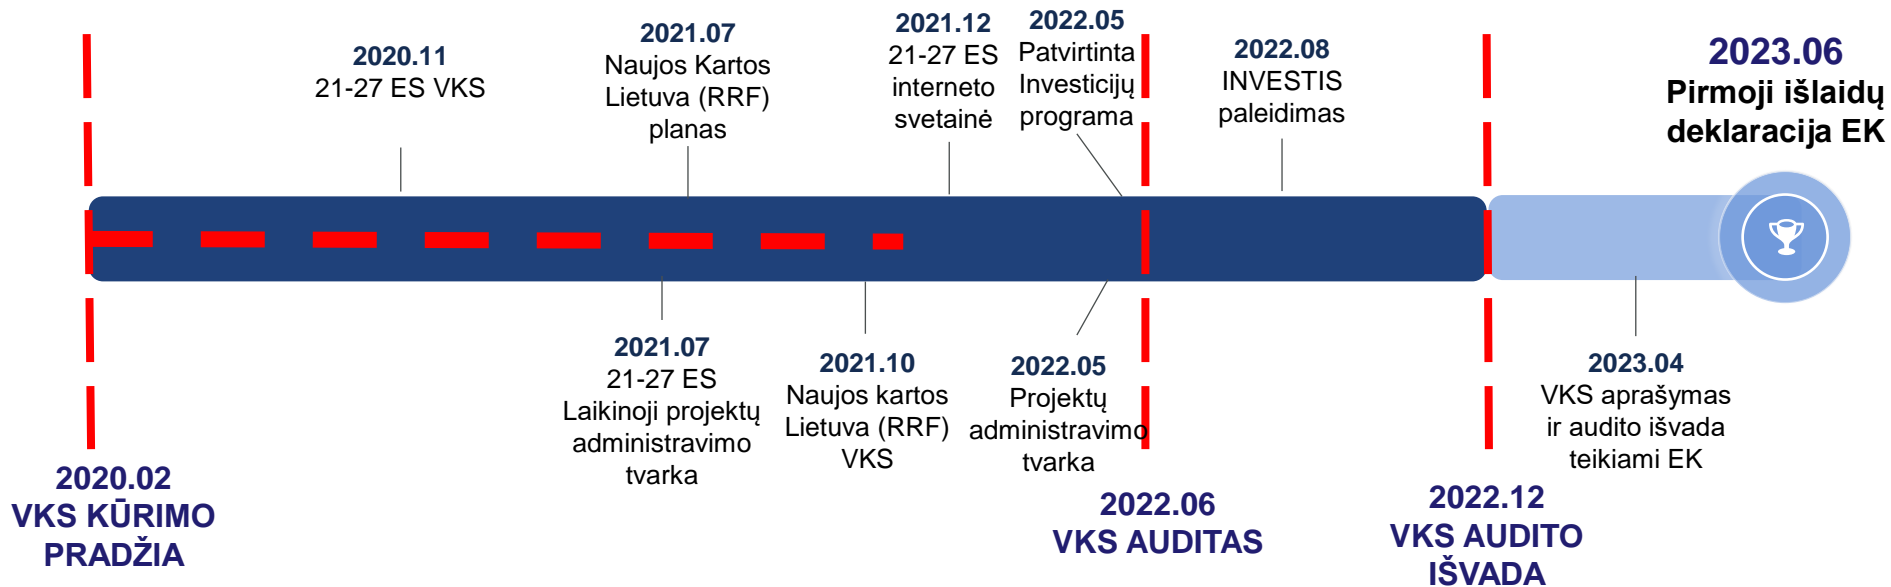 2020.11
21-27 ES VKS
2021.07
Naujos Kartos
Lietuva (RRF)
planas
2021.12
21-27 ES
interneto
svetainė
2022.05
Patvirtinta
Investicijų
programa
2022.08
INVESTIS
paleidimas
2023.06
Pirmoji išlaidų
deklaracija EK
2021.07
21-27 ES
Laikinoji projektų
administravimo
tvarka
2021.10
Naujos kartos
Lietuva (RRF)
VKS
2022.05
Projektų
administravimo
tvarka
2023.04
VKS aprašymas
ir audito išvada
teikiami EK
2020.02
VKS KŪRIMO
PRADŽIA
2022.06
VKS AUDITAS
2022.12
VKS AUDITO
IŠVADA